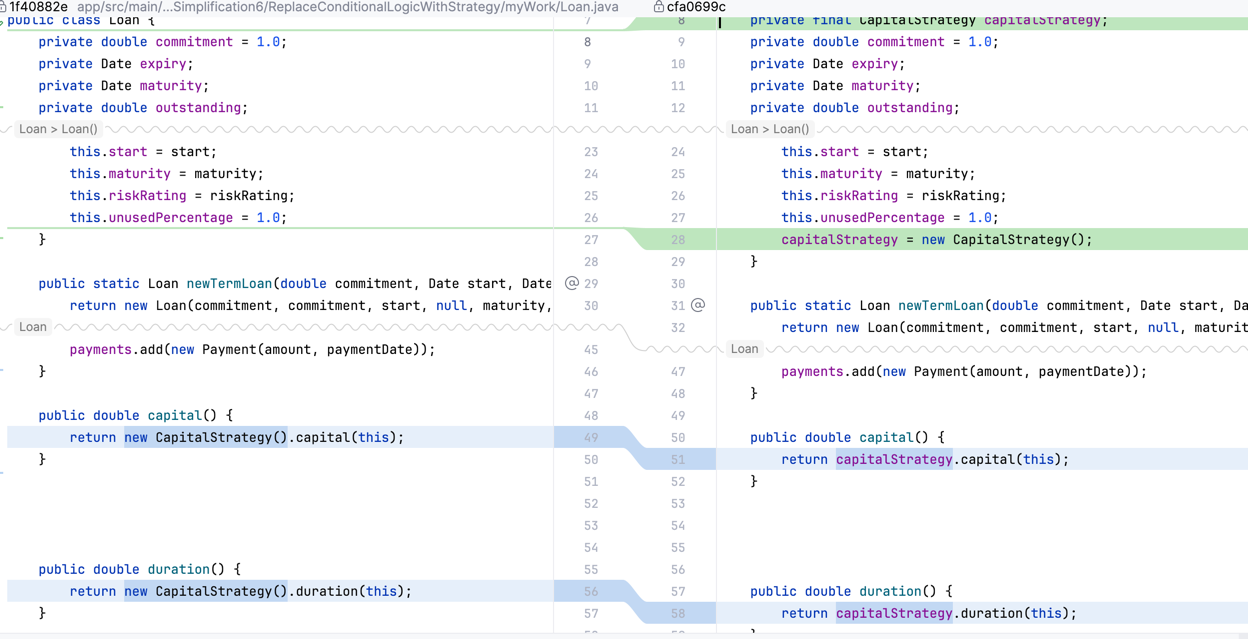 1f40882e app/src/main/...Simplification6/ReplaceConditionalLogicWithStrategy/myWork/Loan.java
cfa0699c
public class Loan { 7
private double commitment = 1.0; 8
private Date expiry; 9
private Date maturity; 10
private double outstanding; 11
Loan > Loan()
this.start = start; 23
this.maturity = maturity; 24
this.riskRating = riskRating; 25
this.unusedPercentage = 1.0; 26
} 27
28
public static Loan newTermLoan(double commitment, Date start, Date @ 29
return new Loan(commitment, commitment, start, null, maturity, 30
Loan
payments.add(new Payment(amount, paymentDate)); 45
} 46
47
public double capital() { 48
return new CapitalStrategy().capital(this); 49
} 50
51
52
53
54
public double duration() { 55
return new CapitalStrategy().duration(this); 56
} 57
8 private final CapitalStrategy capitalStrategy;
9 private double commitment = 1.0;
10 private Date expiry;
11 private Date maturity;
12 private double outstanding;
Loan > Loan()
24 this.start = start;
25 this.maturity = maturity;
26 this.riskRating = riskRating;
27 this.unusedPercentage = 1.0;
28 capitalStrategy = new CapitalStrategy();
29 }
30
31 @ public static Loan newTermLoan(double commitment, Date start, Da
32 return new Loan(commitment, commitment, start, null, maturit
Loan
47 payments.add(new Payment(amount, paymentDate));
48 }
49
50 public double capital() {
51 return capitalStrategy.capital(this);
52 }
53
54
55
56
57 public double duration() {
58 return capitalStrategy.duration(this);